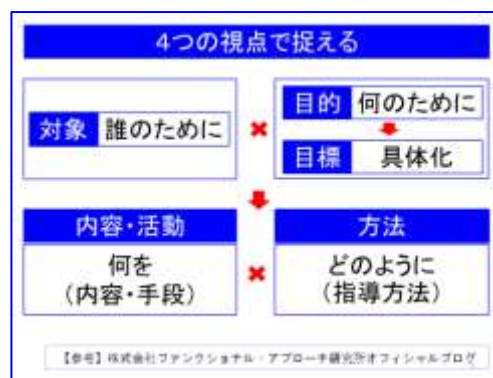 4つの視点で捉える
対象 誰のために
目的 何のために
目標 具体化
内容・活動
何を
(内容・手段)
方法
どのように
(指導方法)
【参考】株式会社ファンクショナル・アプローチ研究所オフィシャルブログ